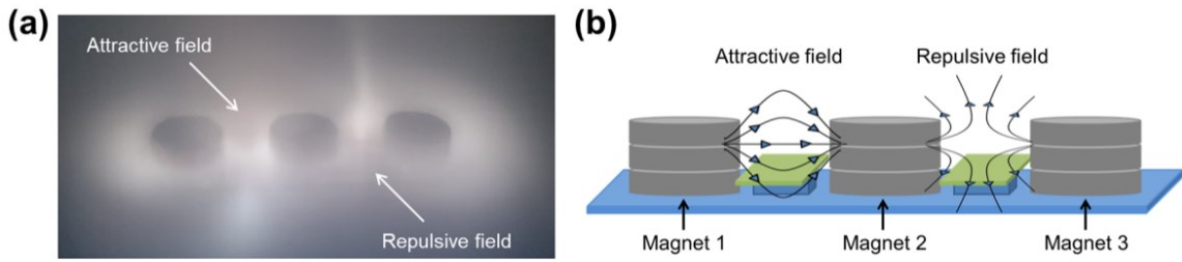 (a)
Attractive field
Repulsive field
(b)
Attractive field
Repulsive field
Magnet 1
Magnet 2
Magnet 3